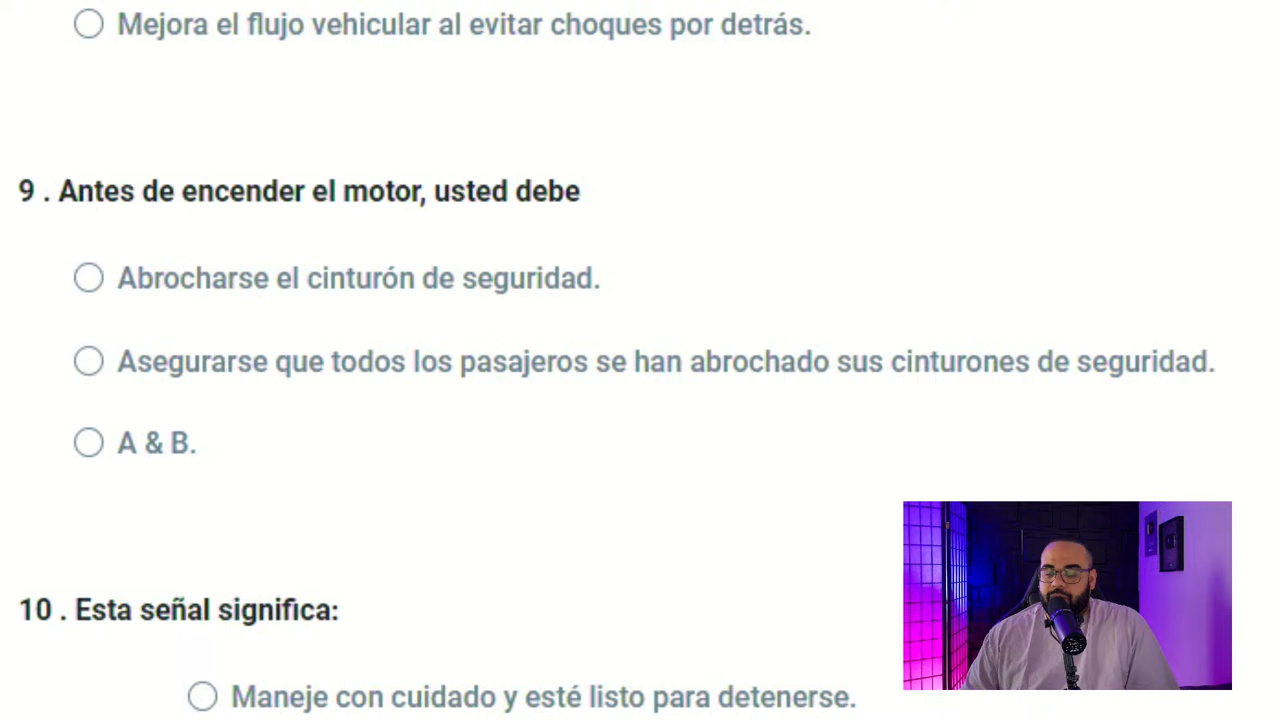 Mejora el flujo vehicular al evitar choques por detrás.
9 . Antes de encender el motor, usted debe
Abrocharse el cinturón de seguridad.
Asegurarse que todos los pasajeros se han abrochado sus cinturones de seguridad.
A & B.
10 . Esta señal significa:
Maneje con cuidado y esté listo para detenerse.